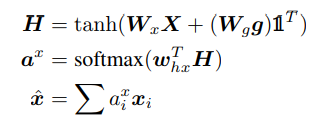 H = tanh(W_x X + (W_g g)𝟙^T)
a^x = softmax(w_{hx}^T H)
x̂ = ∑ a_i^x x_i